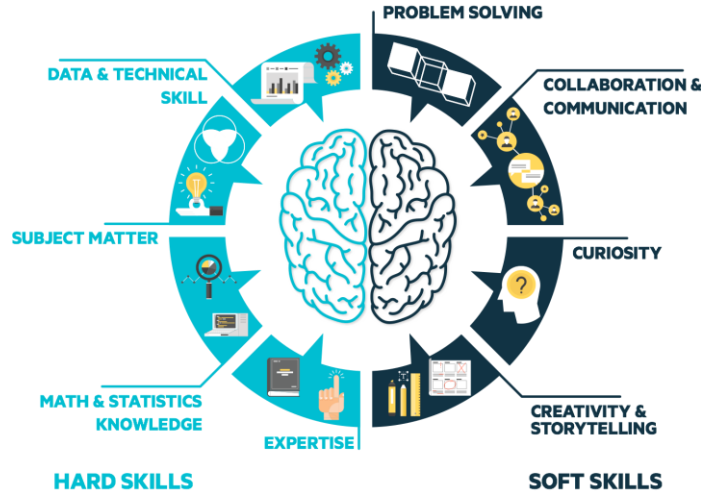 PROBLEM SOLVING
DATA & TECHNICAL
SKILL
COLLABORATION &
COMMUNICATION
SUBJECT MATTER
CURIOSITY
?
MATH & STATISTICS
KNOWLEDGE
EXPERTISE
CREATIVITY &
STORYTELLING
HARD SKILLS
SOFT SKILLS